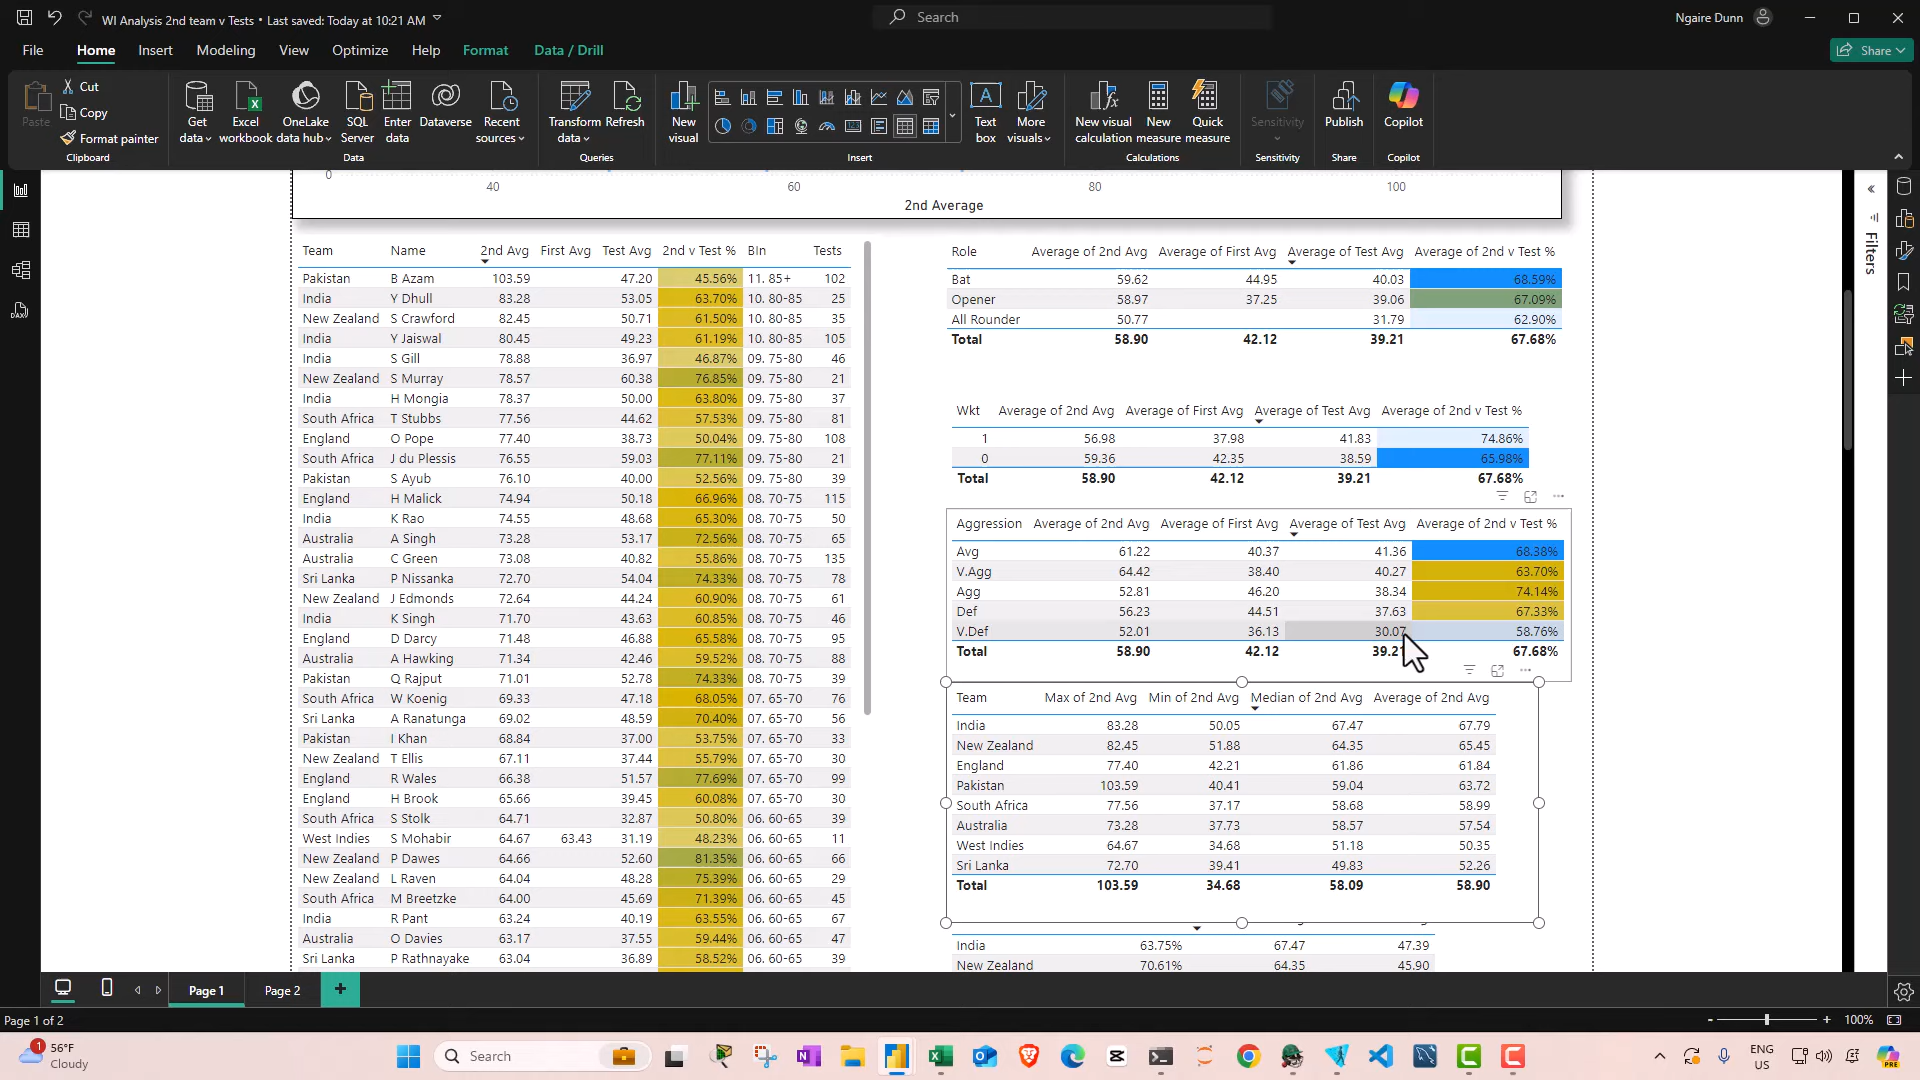 WI Analysis 2nd team v Tests • Last saved: Today at 10:21 AM
Search
Ngaire Dunn
File Home Insert Modeling View Optimize Help Format Data / Drill
Share
Paste
Cut
Copy
Format painter
Clipboard
Get data
Excel workbook
OneLake data hub
SQL Server
Enter data
Dataverse
Recent sources
Data
Transform data
Refresh
Queries
New visual
Text box
More visuals
Insert
New visual calculation
New measure
Quick measure
Calculations
Sensitivity
Sensitivity
Publish
Share
Copilot
Copilot
0
40 60 80 100
2nd Average
Team Name 2nd Avg First Avg Test Avg 2nd v Test % BIn Tests
Pakistan B Azam 103.59 47.20 45.56% 11. 85+ 102
India Y Dhull 83.28 53.05 63.70% 10. 80-85 25
New Zealand S Crawford 82.45 50.71 61.50% 10. 80-85 35
India Y Jaiswal 80.45 49.23 61.19% 10. 80-85 105
India S Gill 78.88 36.97 46.87% 09. 75-80 46
New Zealand S Murray 78.57 60.38 76.85% 09. 75-80 21
India H Mongia 78.37 50.00 63.80% 09. 75-80 37
South Africa T Stubbs 77.56 44.62 57.53% 09. 75-80 81
England O Pope 77.40 38.73 50.04% 09. 75-80 108
South Africa J du Plessis 76.55 59.03 77.11% 09. 75-80 21
Pakistan S Ayub 76.10 40.00 52.56% 09. 75-80 39
England H Malick 74.94 50.18 66.96% 08. 70-75 115
India K Rao 74.55 48.68 65.30% 08. 70-75 50
Australia A Singh 73.28 53.17 72.56% 08. 70-75 65
Australia C Green 73.08 40.82 55.86% 08. 70-75 135
Sri Lanka P Nissanka 72.70 54.04 74.33% 08. 70-75 78
New Zealand J Edmonds 72.64 44.24 60.90% 08. 70-75 61
India K Singh 71.70 43.63 60.85% 08. 70-75 46
England D Darcy 71.48 46.88 65.58% 08. 70-75 95
Australia A Hawking 71.34 42.46 59.52% 08. 70-75 88
Pakistan Q Rajput 71.01 52.78 74.33% 08. 70-75 39
South Africa W Koenig 69.33 47.18 68.05% 07. 65-70 76
Sri Lanka A Ranatunga 69.02 48.59 70.40% 07. 65-70 56
Pakistan I Khan 68.84 37.00 53.75% 07. 65-70 33
New Zealand T Ellis 67.11 37.44 55.79% 07. 65-70 30
England R Wales 66.38 51.57 77.69% 07. 65-70 99
England H Brook 65.66 39.45 60.08% 07. 65-70 30
South Africa S Stolk 64.71 32.87 50.80% 06. 60-65 39
West Indies S Mohabir 64.67 63.43 31.19 48.23% 06. 60-65 11
New Zealand P Dawes 64.66 52.60 81.35% 06. 60-65 66
New Zealand L Raven 64.04 48.28 75.39% 06. 60-65 29
South Africa M Breetzke 64.00 45.69 71.39% 06. 60-65 45
India R Pant 63.24 40.19 63.55% 06. 60-65 67
Australia O Davies 63.17 37.55 59.44% 06. 60-65 47
Sri Lanka P Rathnayake 63.04 36.89 58.52% 06. 60-65 39
Role Average of 2nd Avg Average of First Avg Average of Test Avg Average of 2nd v Test %
Bat 59.62 44.95 40.03 68.59%
Opener 58.97 37.25 39.06 67.09%
All Rounder 50.77 31.79 62.90%
Total 58.90 42.12 39.21 67.68%
Wkt Average of 2nd Avg Average of First Avg Average of Test Avg Average of 2nd v Test %
1 56.98 37.98 41.83 74.86%
0 59.36 42.35 38.59 65.98%
Total 58.90 42.12 39.21 67.68%
Aggression Average of 2nd Avg Average of First Avg Average of Test Avg Average of 2nd v Test %
Avg 61.22 40.37 41.36 68.38%
V.Agg 64.42 38.40 40.27 63.70%
Agg 52.81 46.20 38.34 74.14%
Def 56.23 44.51 37.63 67.33%
V.Def 52.01 36.13 30.07 58.76%
Total 58.90 42.12 39.21 67.68%
Team Max of 2nd Avg Min of 2nd Avg Median of 2nd Avg Average of 2nd Avg
India 83.28 50.05 67.47 67.79
New Zealand 82.45 51.88 64.35 65.45
England 77.40 42.21 61.86 61.84
Pakistan 103.59 40.41 59.04 63.72
South Africa 77.56 37.17 58.68 58.99
Australia 73.28 37.73 58.57 57.54
West Indies 64.67 34.68 51.18 50.35
Sri Lanka 72.70 39.41 49.83 52.26
Total 103.59 34.68 58.09 58.90
India 63.75% 67.47 47.39
New Zealand 70.61% 64.35 45.90
Filters
Page 1 Page 2
Page 1 of 2
100%
1
56°F
Cloudy
Search
ENG
US
PRE